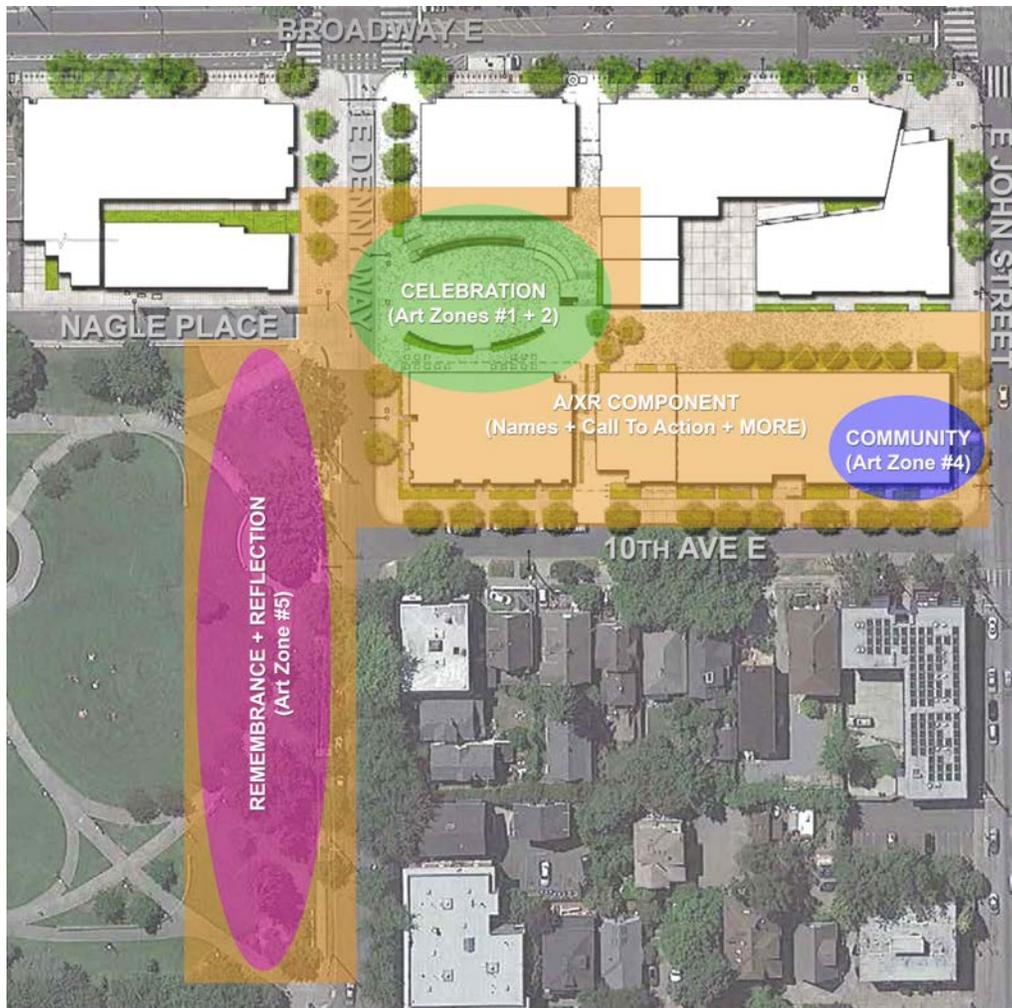 BROADWAY E
E DENNY WAY
E JOHN STREET
CELEBRATION
(Art Zones #1 + 2)
NAGLE PLACE
A/XR COMPONENT
(Names + Call To Action + MORE)
COMMUNITY
(Art Zone #4)
10TH AVE E
REMEMBRANCE + REFLECTION
(Art Zone #5)